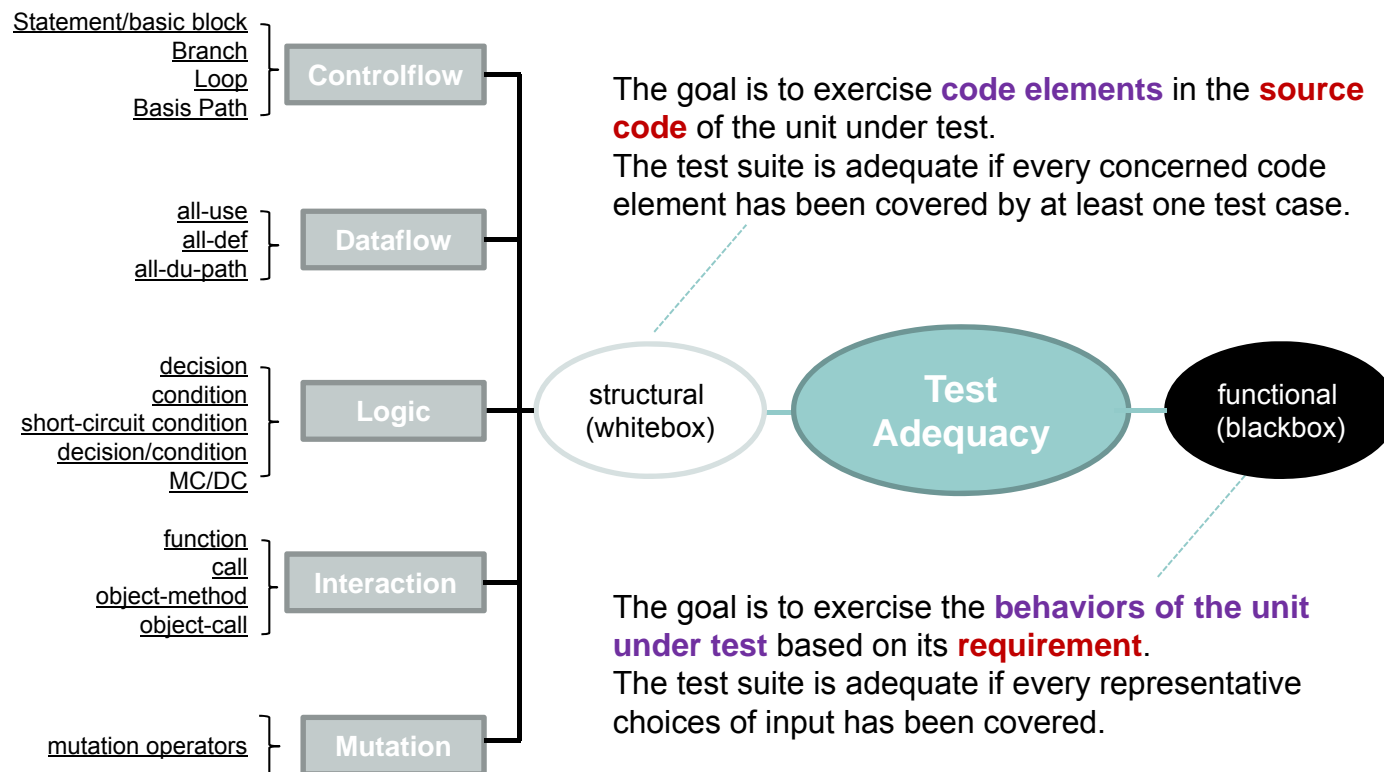 Statement/basic block
Branch
Loop
Basis Path
Controlflow
The goal is to exercise code elements in the source
code of the unit under test.
The test suite is adequate if every concerned code
element has been covered by at least one test case.
all-use
all-def
all-du-path
Dataflow
decision
condition
short-circuit condition
decision/condition
MC/DC
Logic
structural
(whitebox)
Test
Adequacy
functional
(blackbox)
function
call
object-method
object-call
Interaction
The goal is to exercise the behaviors of the unit
under test based on its requirement.
The test suite is adequate if every representative
choices of input has been covered.
mutation operators
Mutation